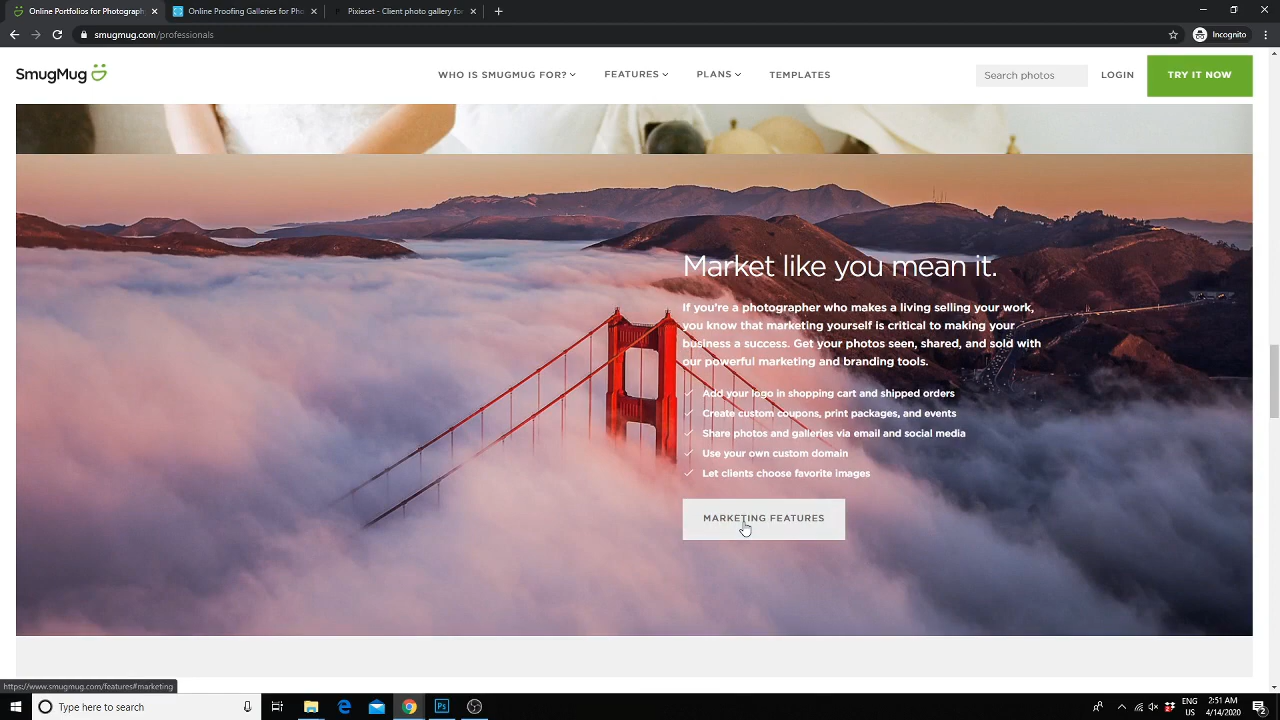 Online Portfolios for Photograph
Online Proofing Galleries for Pho
Pixieset - Client photo gallery for
smugmug.com/professionals
Incognito
SmugMug
WHO IS SMUGMUG FOR?
FEATURES
PLANS
TEMPLATES
Search photos
LOGIN
TRY IT NOW
Market like you mean it.
If you're a photographer who makes a living selling your work,
you know that marketing yourself is critical to making your
business a success. Get your photos seen, shared, and sold with
our powerful marketing and branding tools.
Add your logo in shopping cart and shipped orders
Create custom coupons, print packages, and events
Share photos and galleries via email and social media
Use your own custom domain
Let clients choose favorite images
MARKETING FEATURES
https://www.smugmug.com/features#marketing
Type here to search
Ps
ENG
US
2:51 AM
4/14/2020
2